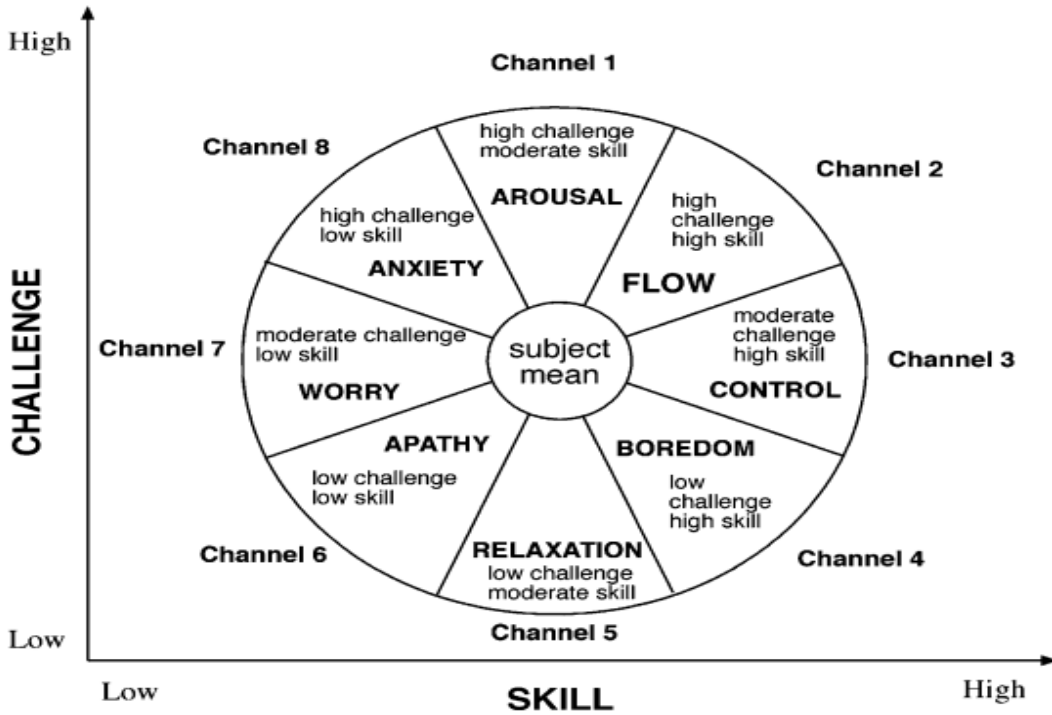 High
Channel 1
Channel 8
high challenge
moderate skill
AROUSAL
Channel 2
high challenge
low skill
ANXIETY
high
challenge
high skill
FLOW
CHALLENGE
Channel 7
moderate challenge
low skill
WORRY
subject
mean
moderate
challenge
high skill
CONTROL
Channel 3
APATHY
low challenge
low skill
BOREDOM
low
challenge
high skill
Channel 6
RELAXATION
low challenge
moderate skill
Channel 4
Channel 5
Low
Low
SKILL
High